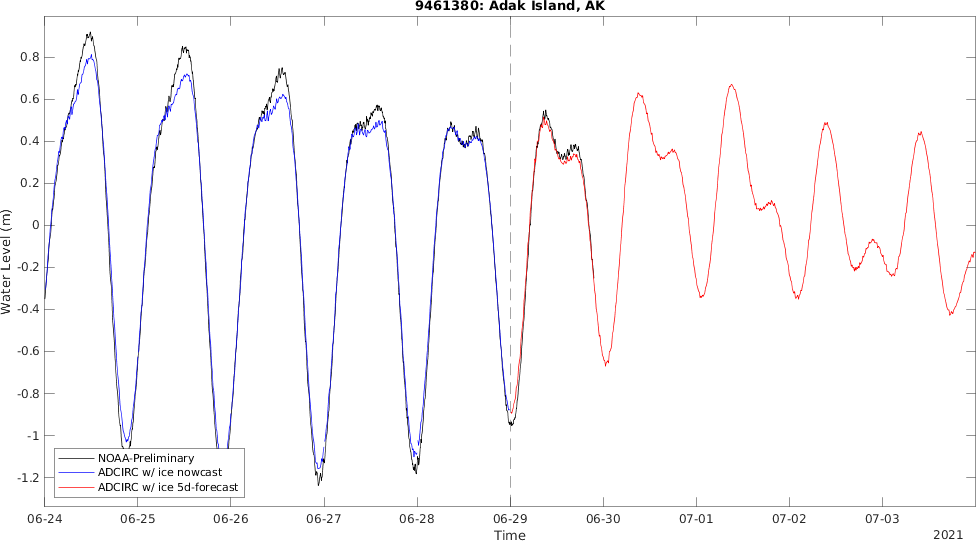 9461380: Adak Island, AK
Water Level (m)
0.8
0.6
0.4
0.2
0
-0.2
-0.4
-0.6
-0.8
-1
-1.2
NOAA-Preliminary
ADCIRC w/ ice nowcast
ADCIRC w/ ice 5d-forecast
06-24 06-25 06-26 06-27 06-28 06-29 06-30 07-01 07-02 07-03
Time
2021